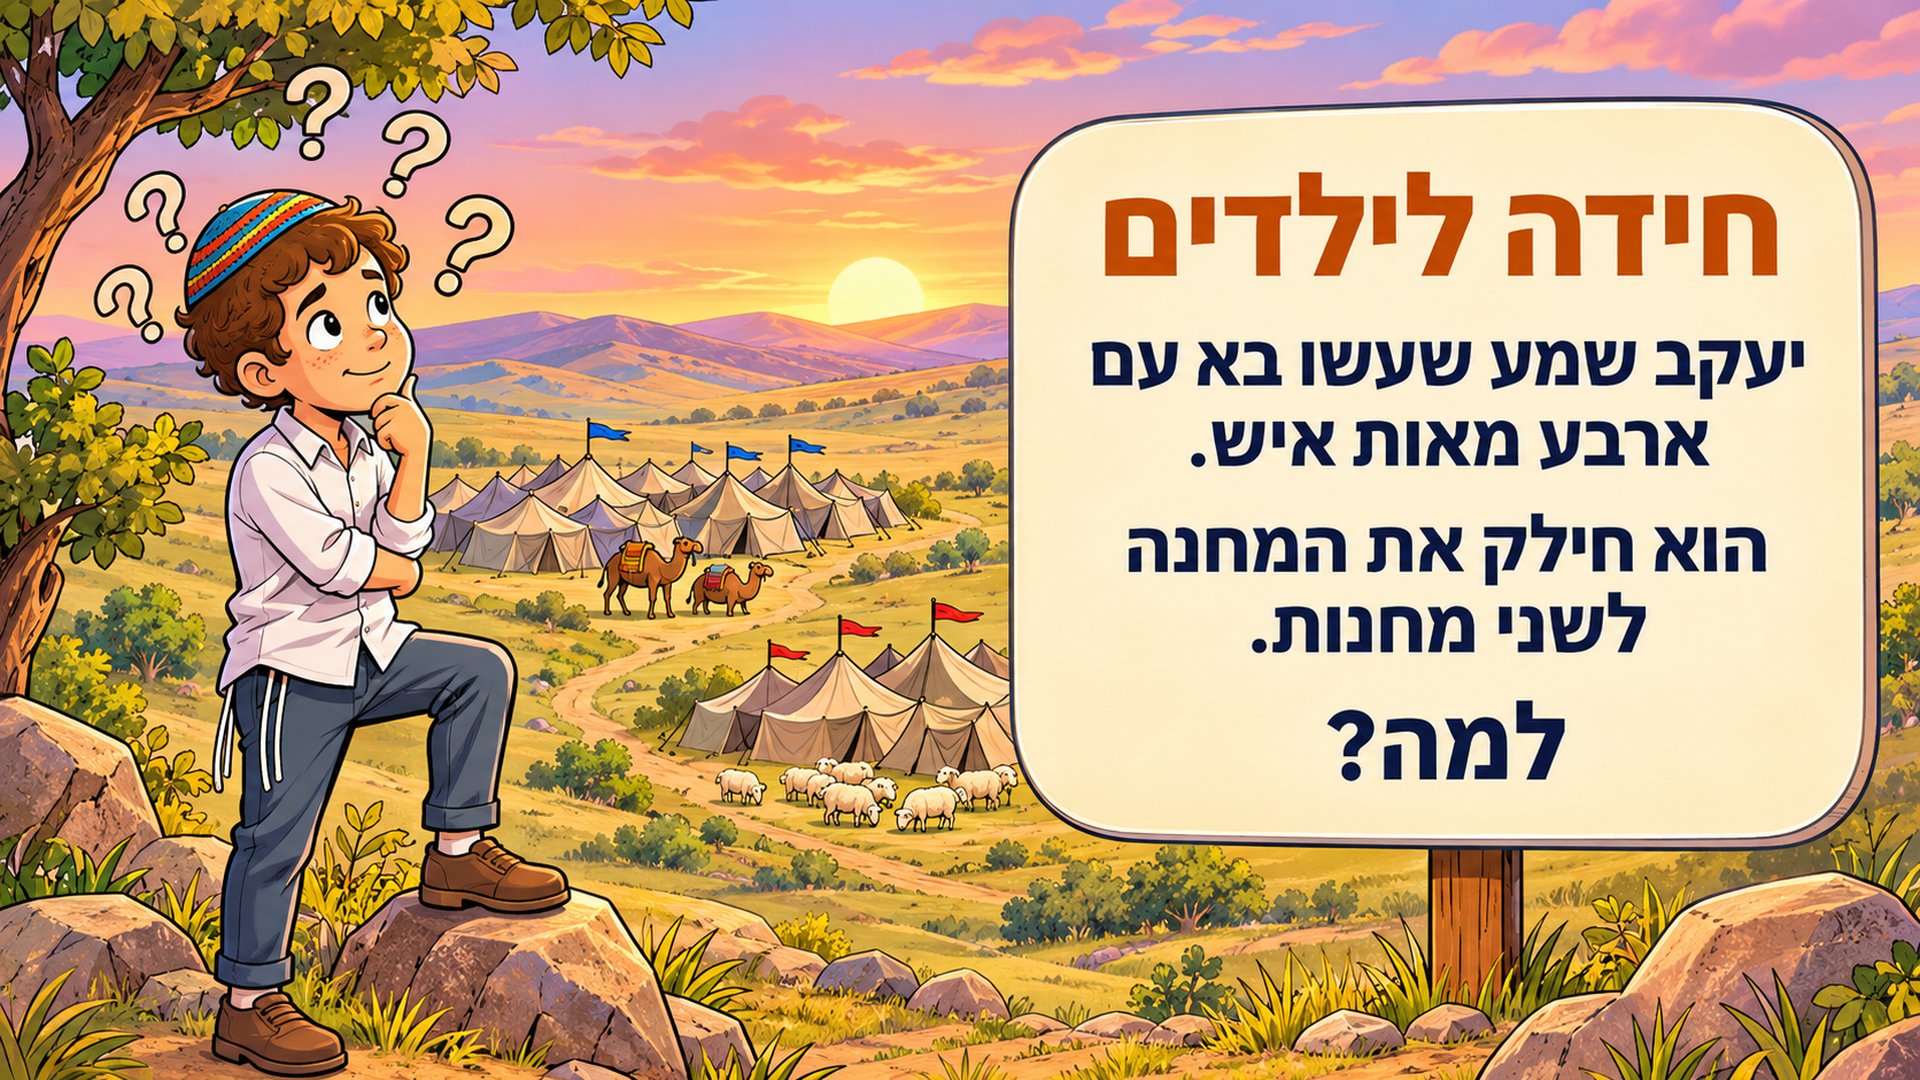 חידה לילדים
יעקב שמע שעשו בא עם
ארבע מאות איש.
הוא חילק את המחנה
לשני מחנות.
למה?